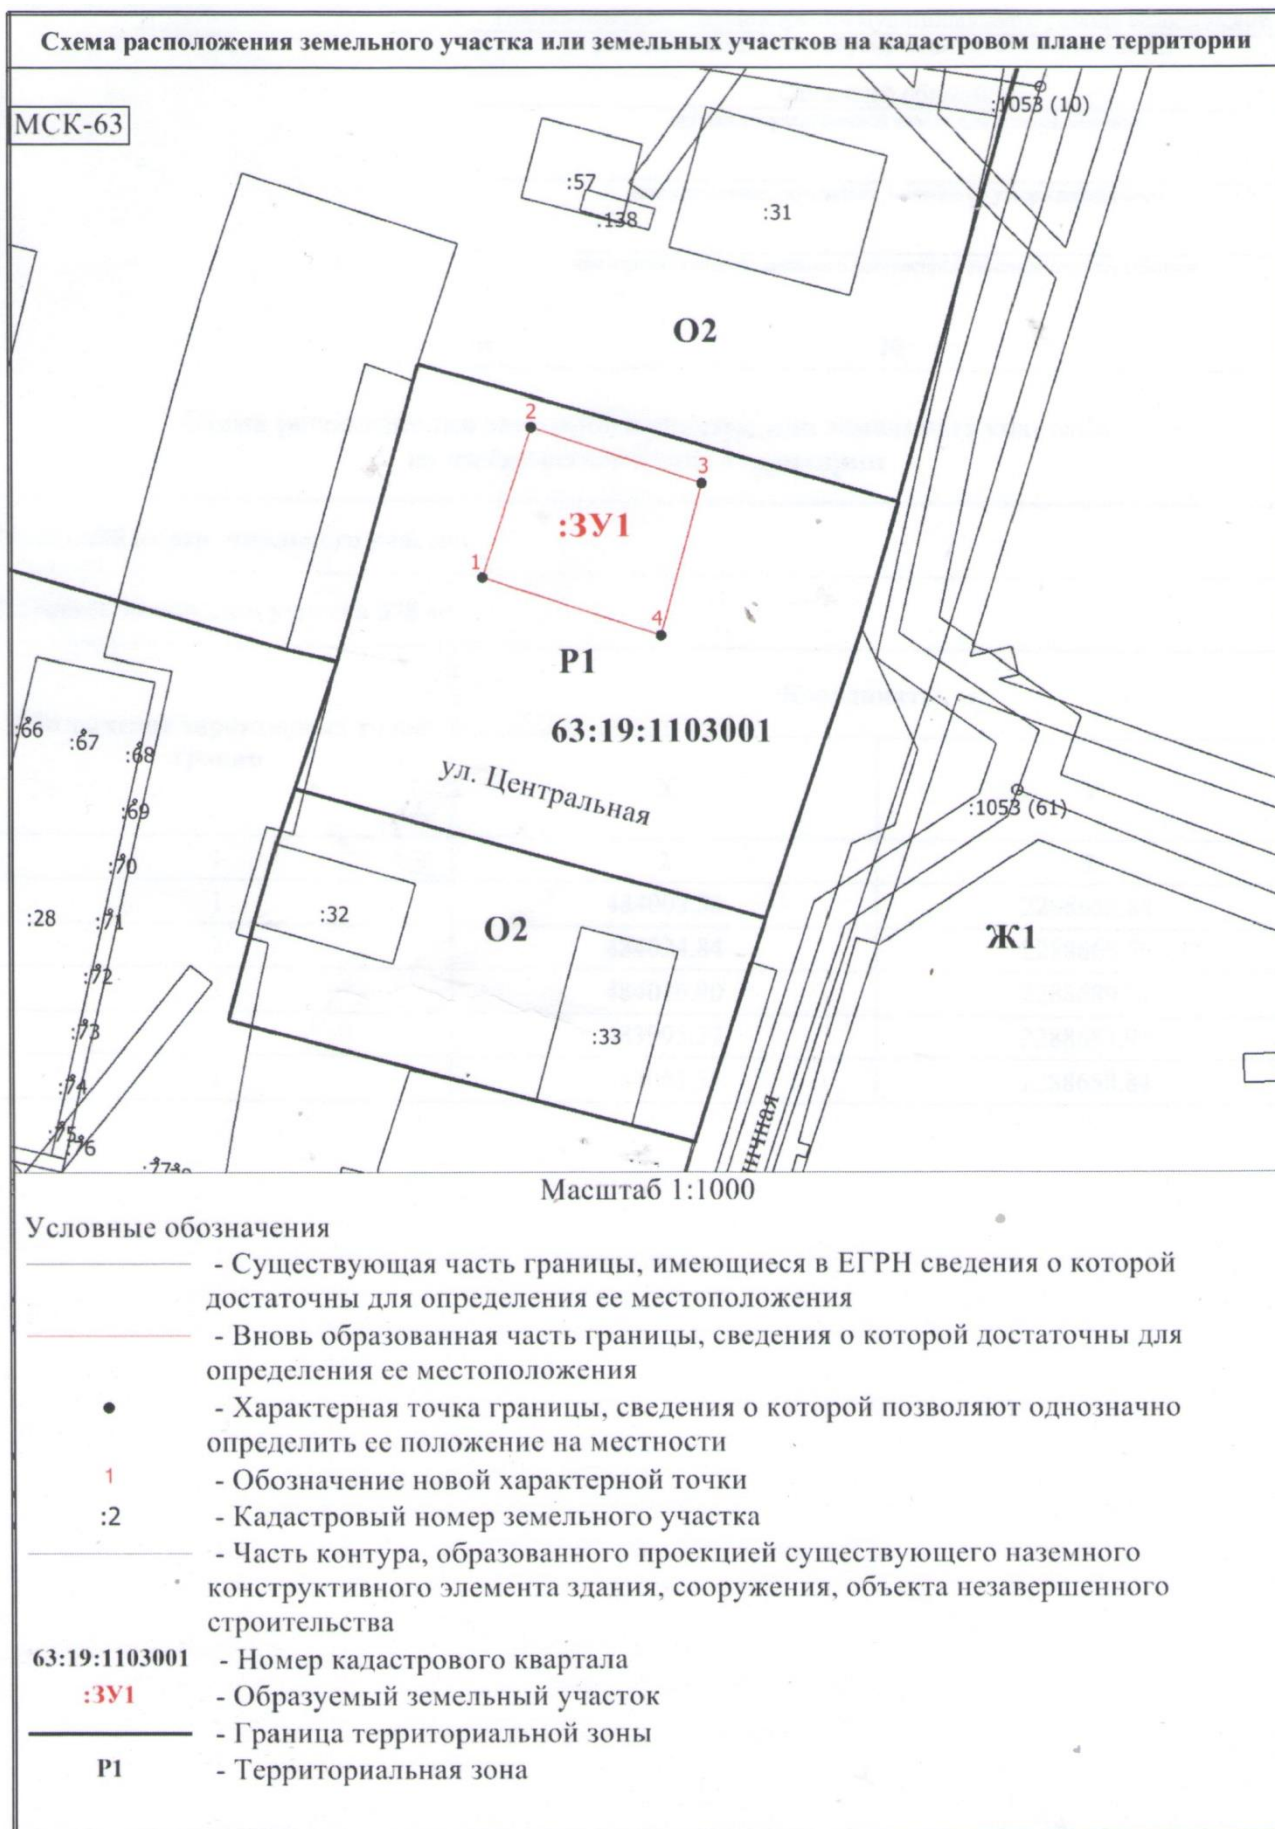 Схема расположения земельного участка или земельных участков на кадастровом плане территории
МСК-63
:1053 (10)
:57
:138
:31
О2
2
3
:ЗУ1
1
4
Р1
63:19:1103001
:66
:67
:68
ул. Центральная
:69
:1053 (61)
:70
:28
:71
:32
О2
Ж1
:72
:73
:33
:74
:75
:76
Масштаб 1:1000
Условные обозначения
- Существующая часть границы, имеющиеся в ЕГРН сведения о которой
достаточны для определения ее местоположения
- Вновь образованная часть границы, сведения о которой достаточны для
определения ее местоположения
- Характерная точка границы, сведения о которой позволяют однозначно
определить ее положение на местности
1 - Обозначение новой характерной точки
:2 - Кадастровый номер земельного участка
- Часть контура, образованного проекцией существующего наземного
конструктивного элемента здания, сооружения, объекта незавершенного
строительства
63:19:1103001 - Номер кадастрового квартала
:ЗУ1 - Образуемый земельный участок
- Граница территориальной зоны
Р1 - Территориальная зона